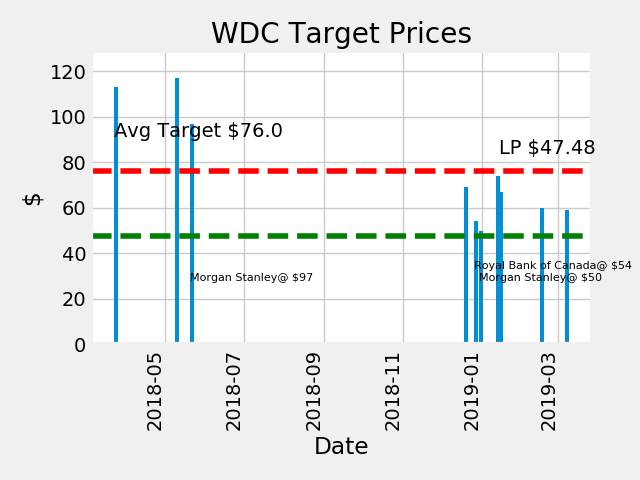 WDC Target Prices
120
100
80
60
40
20
0
$
Avg Target $76.0
LP $47.48
Royal Bank of Canada@ $54
Morgan Stanley@ $97
Morgan Stanley@ $50
2018-05
2018-07
2018-09
2018-11
2019-01
2019-03
Date